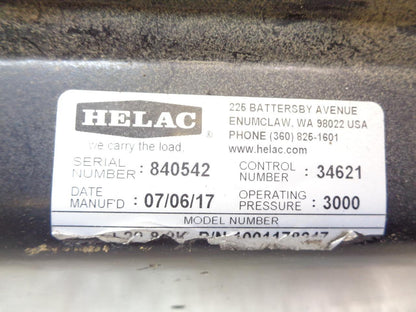 HELAC ®
we carry the load.
226 BATTERSBY AVENUE
ENUMCLAW, WA 98022 USA
PHONE (360) 825-1601
www.helac.com
SERIAL NUMBER : 840542
CONTROL NUMBER : 34621
DATE MANUF'D : 07/06/17
OPERATING PRESSURE : 3000
MODEL NUMBER
P/N